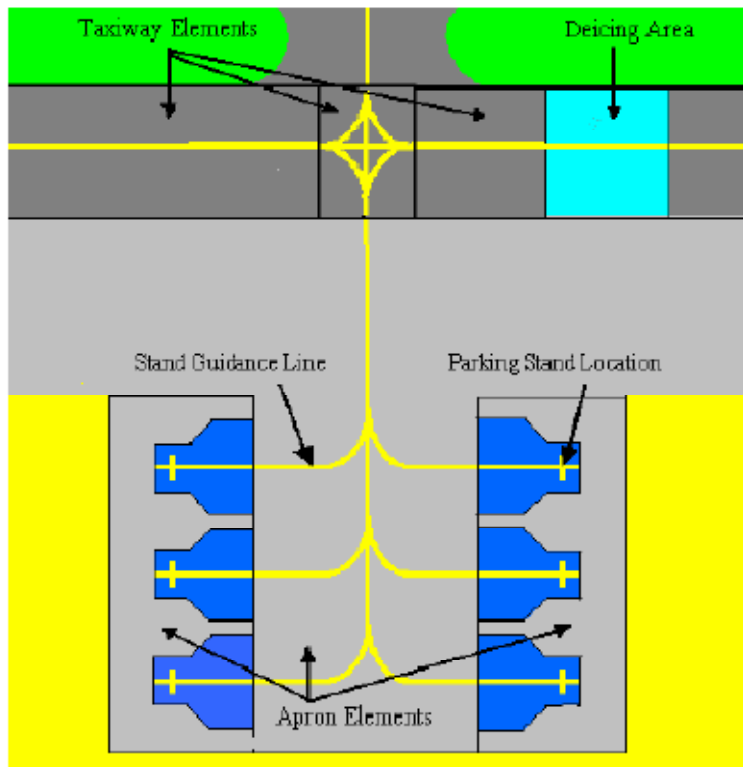 Taxiway Elements
Deicing Area
Stand Guidance Line
Parking Stand Location
Apron Elements